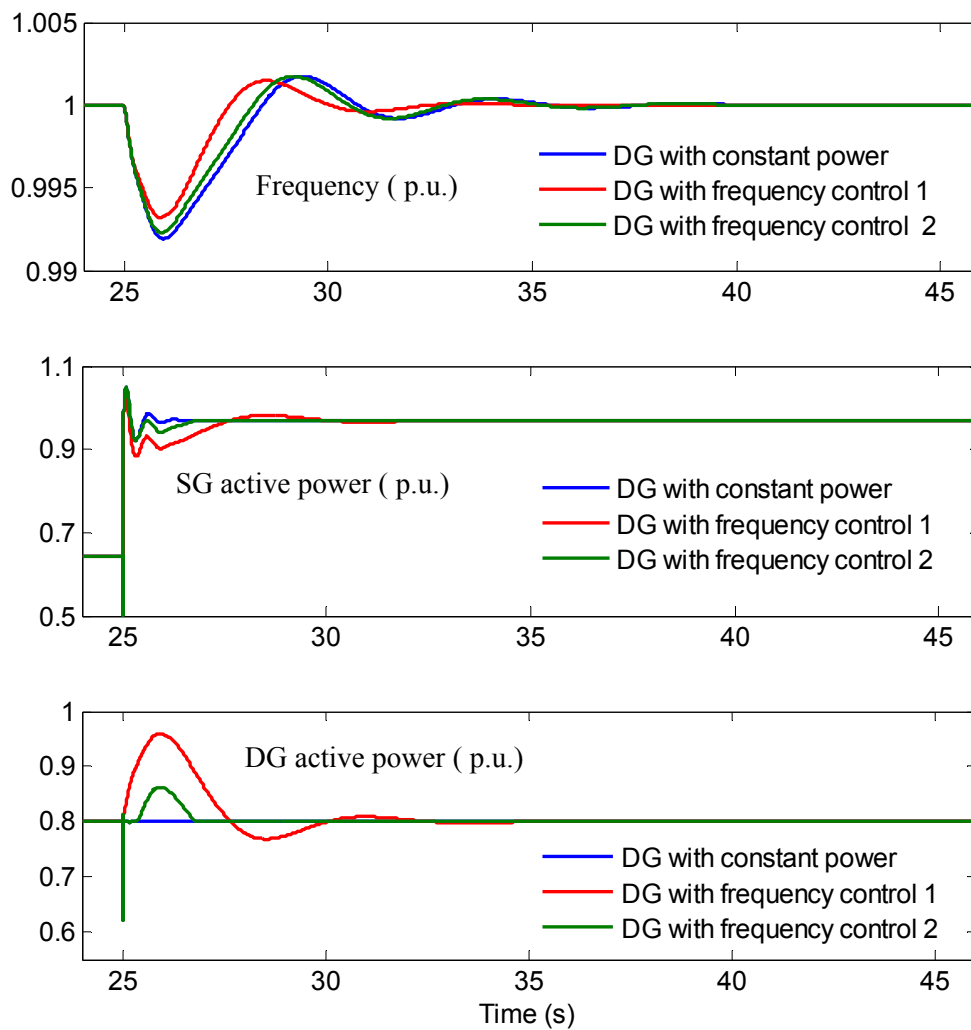 1.005
1
0.995
0.99
Frequency ( p.u.)
DG with constant power
DG with frequency control 1
DG with frequency control  2
25 30 35 40 45
1.1
0.9
0.7
0.5
SG active power ( p.u.)
DG with constant power
DG with frequency control 1
DG with frequency control 2
25 30 35 40 45
1
0.9
0.8
0.7
0.6
DG active power ( p.u.)
DG with constant power
DG with frequency control 1
DG with frequency control 2
25 30 35 40 45
Time (s)